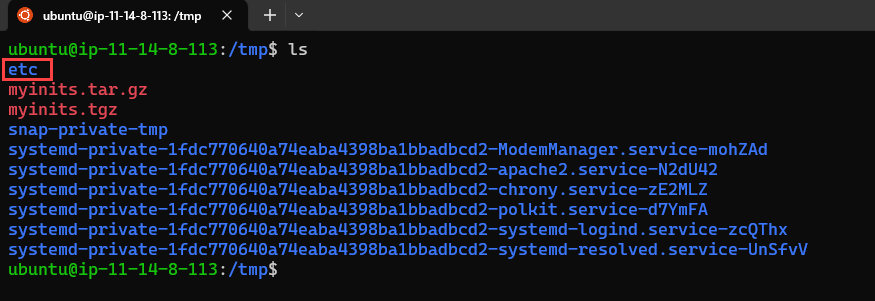 ubuntu@ip-11-14-8-113: /tmp
ubuntu@ip-11-14-8-113:/tmp$ ls
etc
myinits.tar.gz
myinits.tgz
snap-private-tmp
systemd-private-1fdc770640a74eaba4398ba1bbadbcd2-ModemManager.service-mohZAd
systemd-private-1fdc770640a74eaba4398ba1bbadbcd2-apache2.service-N2dU42
systemd-private-1fdc770640a74eaba4398ba1bbadbcd2-chrony.service-zE2MLZ
systemd-private-1fdc770640a74eaba4398ba1bbadbcd2-polkit.service-d7YmFA
systemd-private-1fdc770640a74eaba4398ba1bbadbcd2-systemd-logind.service-zcQThx
systemd-private-1fdc770640a74eaba4398ba1bbadbcd2-systemd-resolved.service-UnSfvV
ubuntu@ip-11-14-8-113:/tmp$